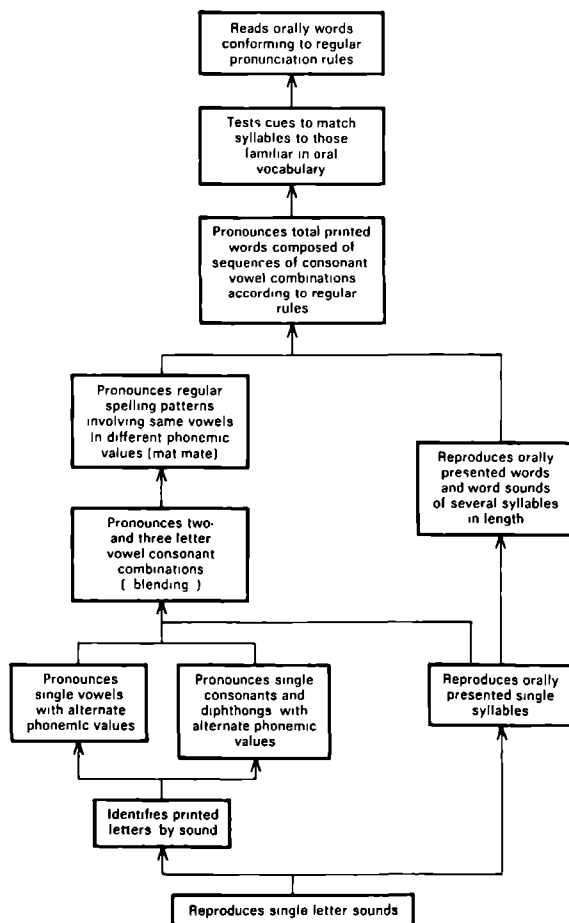 Reads orally words
conforming to regular
pronunciation rules
Tests cues to match
syllables to those
familiar in oral
vocabulary
Pronounces total printed
words composed of
sequences of consonant
vowel combinations
according to regular
rules
Pronounces regular
spelling patterns
involving same vowels
in different phonemic
values (mat mate)
Reproduces orally
presented words
and word sounds
of several syllables
in length
Pronounces two-
and three letter
vowel consonant
combinations
( blending )
Pronounces
single vowels
with alternate
phonemic values
Pronounces single
consonants and
diphthongs with
alternate phonemic
values
Reproduces orally
presented single
syllables
Identifies printed
letters by sound
Reproduces single letter sounds